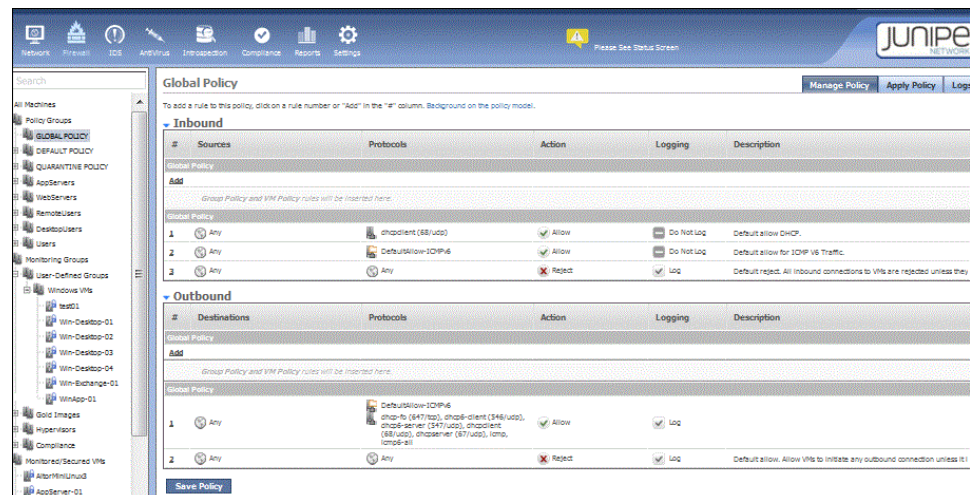 Network Firewall IDS AntiVirus Introspection Compliance Reports Settings
Please See Status Screen
JUNIPE
NETWORK
Search
All Machines
Policy Groups
GLOBAL POLICY
DEFAULT POLICY
QUARANTINE POLICY
AppServers
WebServers
RemoteUsers
DesktopUsers
Users
Monitoring Groups
User-Defined Groups
Windows VMs
test01
Win-Desktop-01
Win-Desktop-02
Win-Desktop-03
Win-Desktop-04
Win-Exchange-01
WinApp-01
Gold Images
Hypervisors
Compliance
Monitored/Secured VMs
AltorMiniLinux3
AppServer-01
Global Policy
Manage Policy Apply Policy Logs
To add a rule to this policy, click on a rule number or "Add" in the "#" column. Background on the policy model.
Inbound
# Sources Protocols Action Logging Description
Global Policy
Add
Group Policy and VM Policy rules will be inserted here.
Global Policy
1 Any dhcpclient (68/udp) Allow Do Not Log Default allow DHCP.
2 Any DefaultAllow-ICMPv6 Allow Do Not Log Default allow for ICMP V6 Traffic.
3 Any Any Reject Log Default reject. All inbound connections to VMs are rejected unless they
Outbound
# Destinations Protocols Action Logging Description
Global Policy
Add
Group Policy and VM Policy rules will be inserted here.
Global Policy
1 Any DefaultAllow-ICMPv6
dhcp-fo (647/tcp), dhcp6-client (546/udp),
dhcp6-server (547/udp), dhcpclient
(68/udp), dhcpserver (67/udp), icmp,
icmp6-all Allow Log
2 Any Any Reject Log Default allow. Allow VMs to initiate any outbound connection unless it i
Save Policy